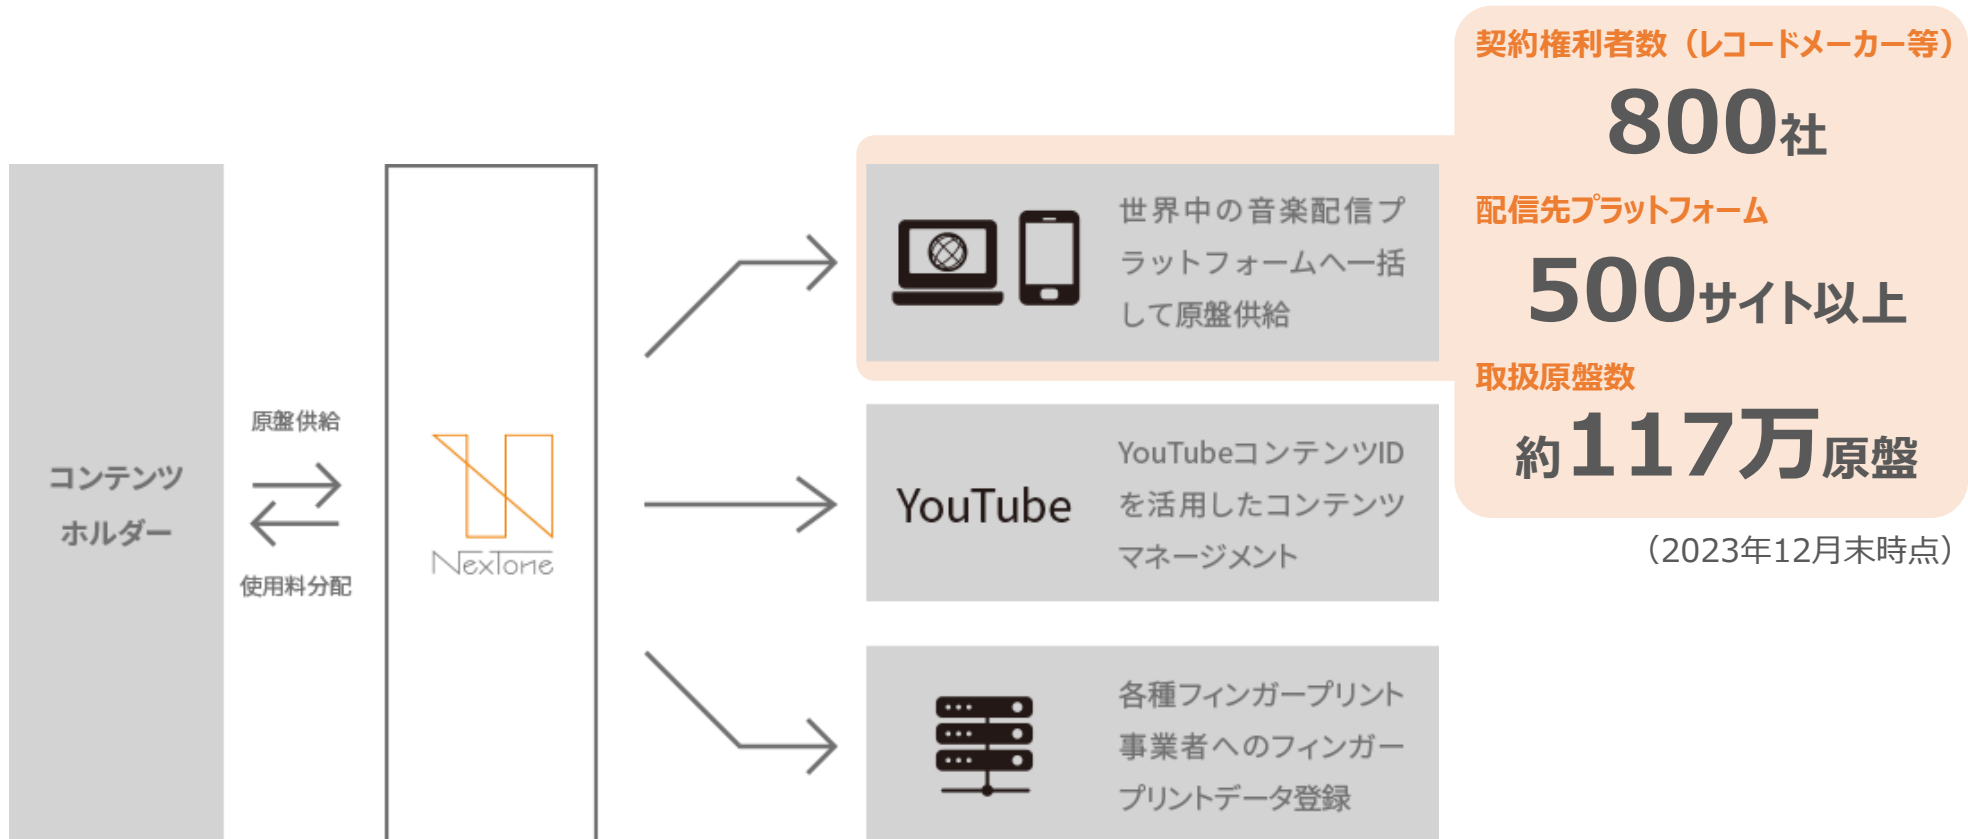 契約権利者数（レコードメーカー等）
800社
配信先プラットフォーム
500サイト以上
取扱原盤数
約117万原盤
（2023年12月末時点）
コンテンツ
ホルダー
原盤供給
使用料分配
NexTone
世界中の音楽配信プ
ラットフォームへ一括
して原盤供給
YouTube
YouTubeコンテンツID
を活用したコンテンツ
マネージメント
各種フィンガープリント
事業者へのフィンガー
プリントデータ登録